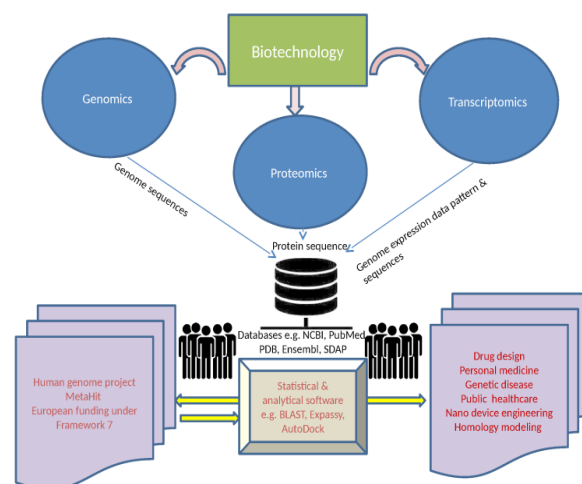 Biotechnology
Genomics
Transcriptomics
Proteomics
Genome sequences
Protein sequence
Genome expression data pattern &
sequences
Databases e.g. NCBI, PubMed
PDB, Ensembl, SDAP
Human genome project
MetaHit
European funding under
Framework 7
Statistical &
analytical software
e.g. BLAST, Expassy,
AutoDock
Drug design
Personal medicine
Genetic disease
Public healthcare
Nano device engineering
Homology modeling